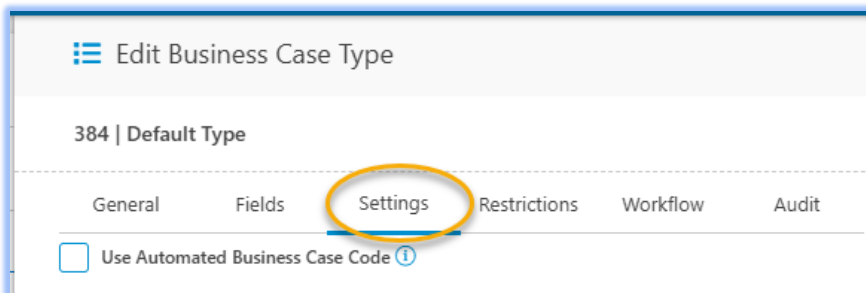 Edit Business Case Type
384 | Default Type
General Fields Settings Restrictions Workflow Audit
Use Automated Business Case Code